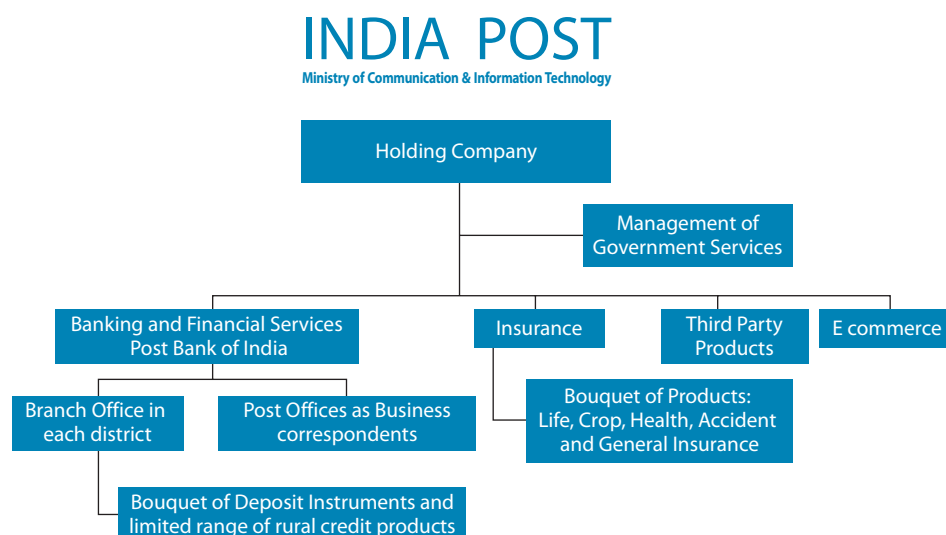 INDIA POST
Ministry of Communication & Information Technology
Holding Company
Management of
Government Services
Banking and Financial Services
Post Bank of India
Insurance
Third Party
Products
E commerce
Branch Office in
each district
Post Offices as Business
correspondents
Bouquet of Products:
Life, Crop, Health, Accident
and General Insurance
Bouquet of Deposit Instruments and
limited range of rural credit products